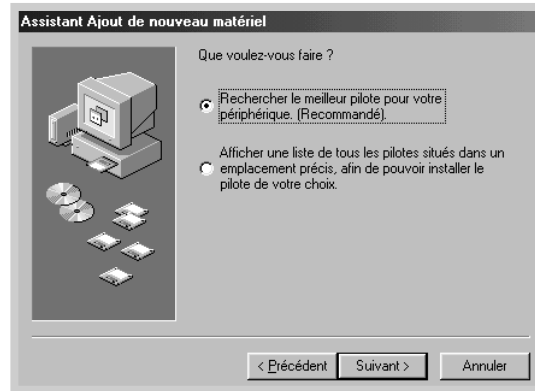 Assistant Ajout de nouveau matériel
Que voulez-vous faire ?
Rechercher le meilleur pilote pour votre
périphérique. (Recommandé).
Afficher une liste de tous les pilotes situés dans un
emplacement précis, afin de pouvoir installer le
pilote de votre choix.
< Précédent
Suivant >
Annuler